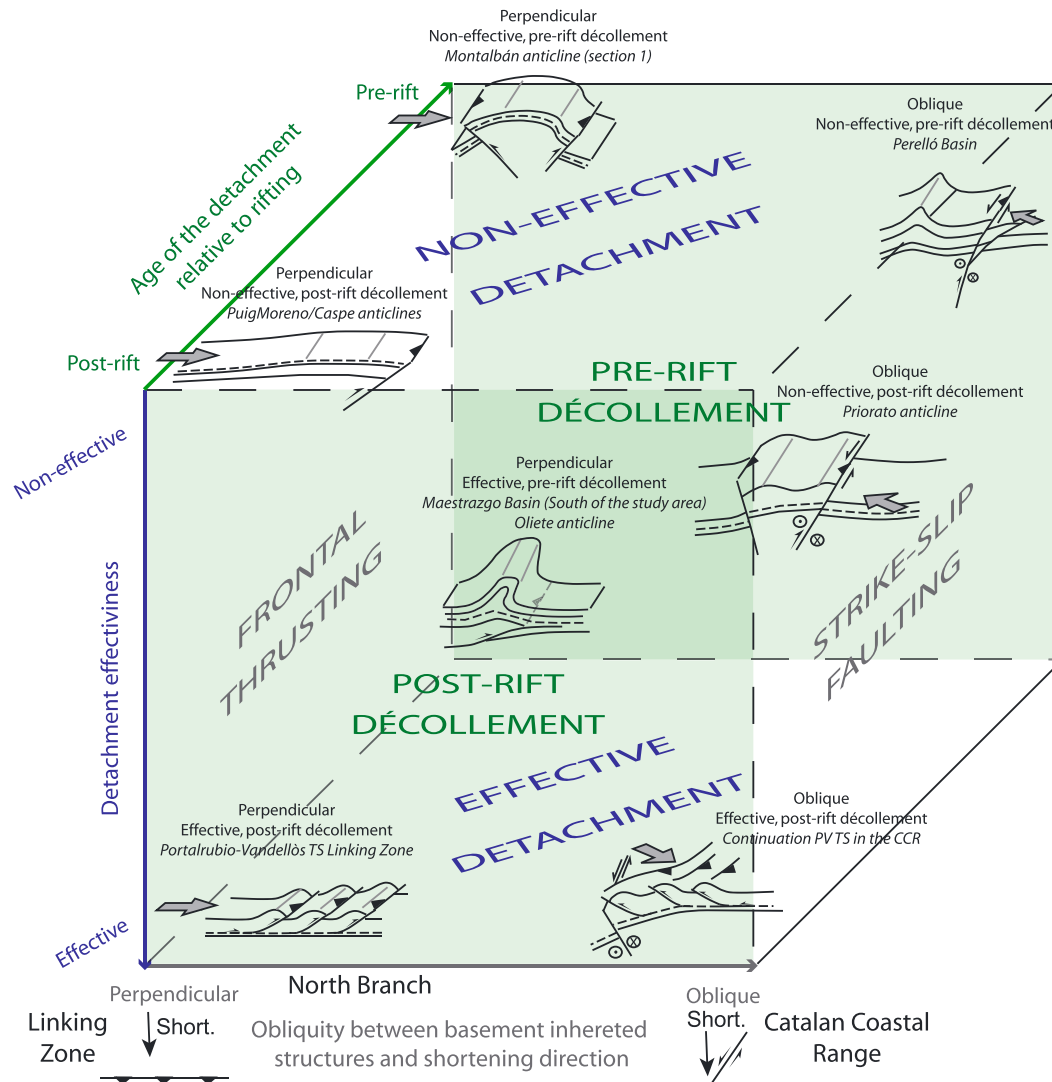 Perpendicular
Non-effective, pre-rift décollement
Montalbán anticline (section 1)
Pre-rift
Oblique
Non-effective, pre-rift décollement
Perelló Basin
Age of the detachment
relative to rifting
NON-EFFECTIVE
DETACHMENT
Perpendicular
Non-effective, post-rift décollement
PuigMoreno/Caspe anticlines
Post-rift
PRE-RIFT
DÉCOLLEMENT
Oblique
Non-effective, post-rift décollement
Priorato anticline
Non-effective
Perpendicular
Effective, pre-rift décollement
Maestrazgo Basin (South of the study area)
Oliete anticline
FRONTAL
THRUSTING
STRIKE-SLIP
FAULTING
Detachment effectiviness
POST-RIFT
DÉCOLLEMENT
EFFECTIVE
DETACHMENT
Perpendicular
Effective, post-rift décollement
Portalrubio-Vandellòs TS Linking Zone
Oblique
Effective, post-rift décollement
Continuation PV TS in the CCR
Effective
North Branch
Perpendicular
Oblique
Linking
Zone
Short.
Obliquity between basement inhereted
structures and shortening direction
Short.
Catalan Coastal
Range